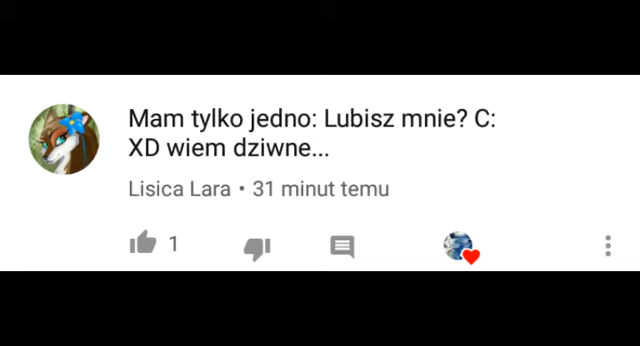 Mam tylko jedno: Lubisz mnie? C:
XD wiem dziwne...
Lisica Lara • 31 minut temu
1